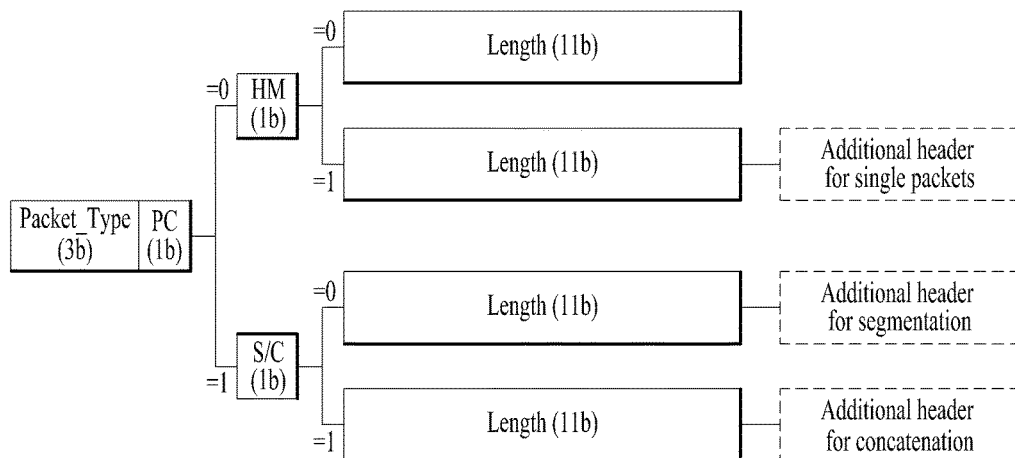 =0
Length (11b)
=0
HM
(1b)
=1
Length (11b)
Additional header
for single packets
Packet_Type
(3b)
PC
(1b)
=0
Length (11b)
Additional header
for segmentation
=1
S/C
(1b)
=1
Length (11b)
Additional header
for concatenation